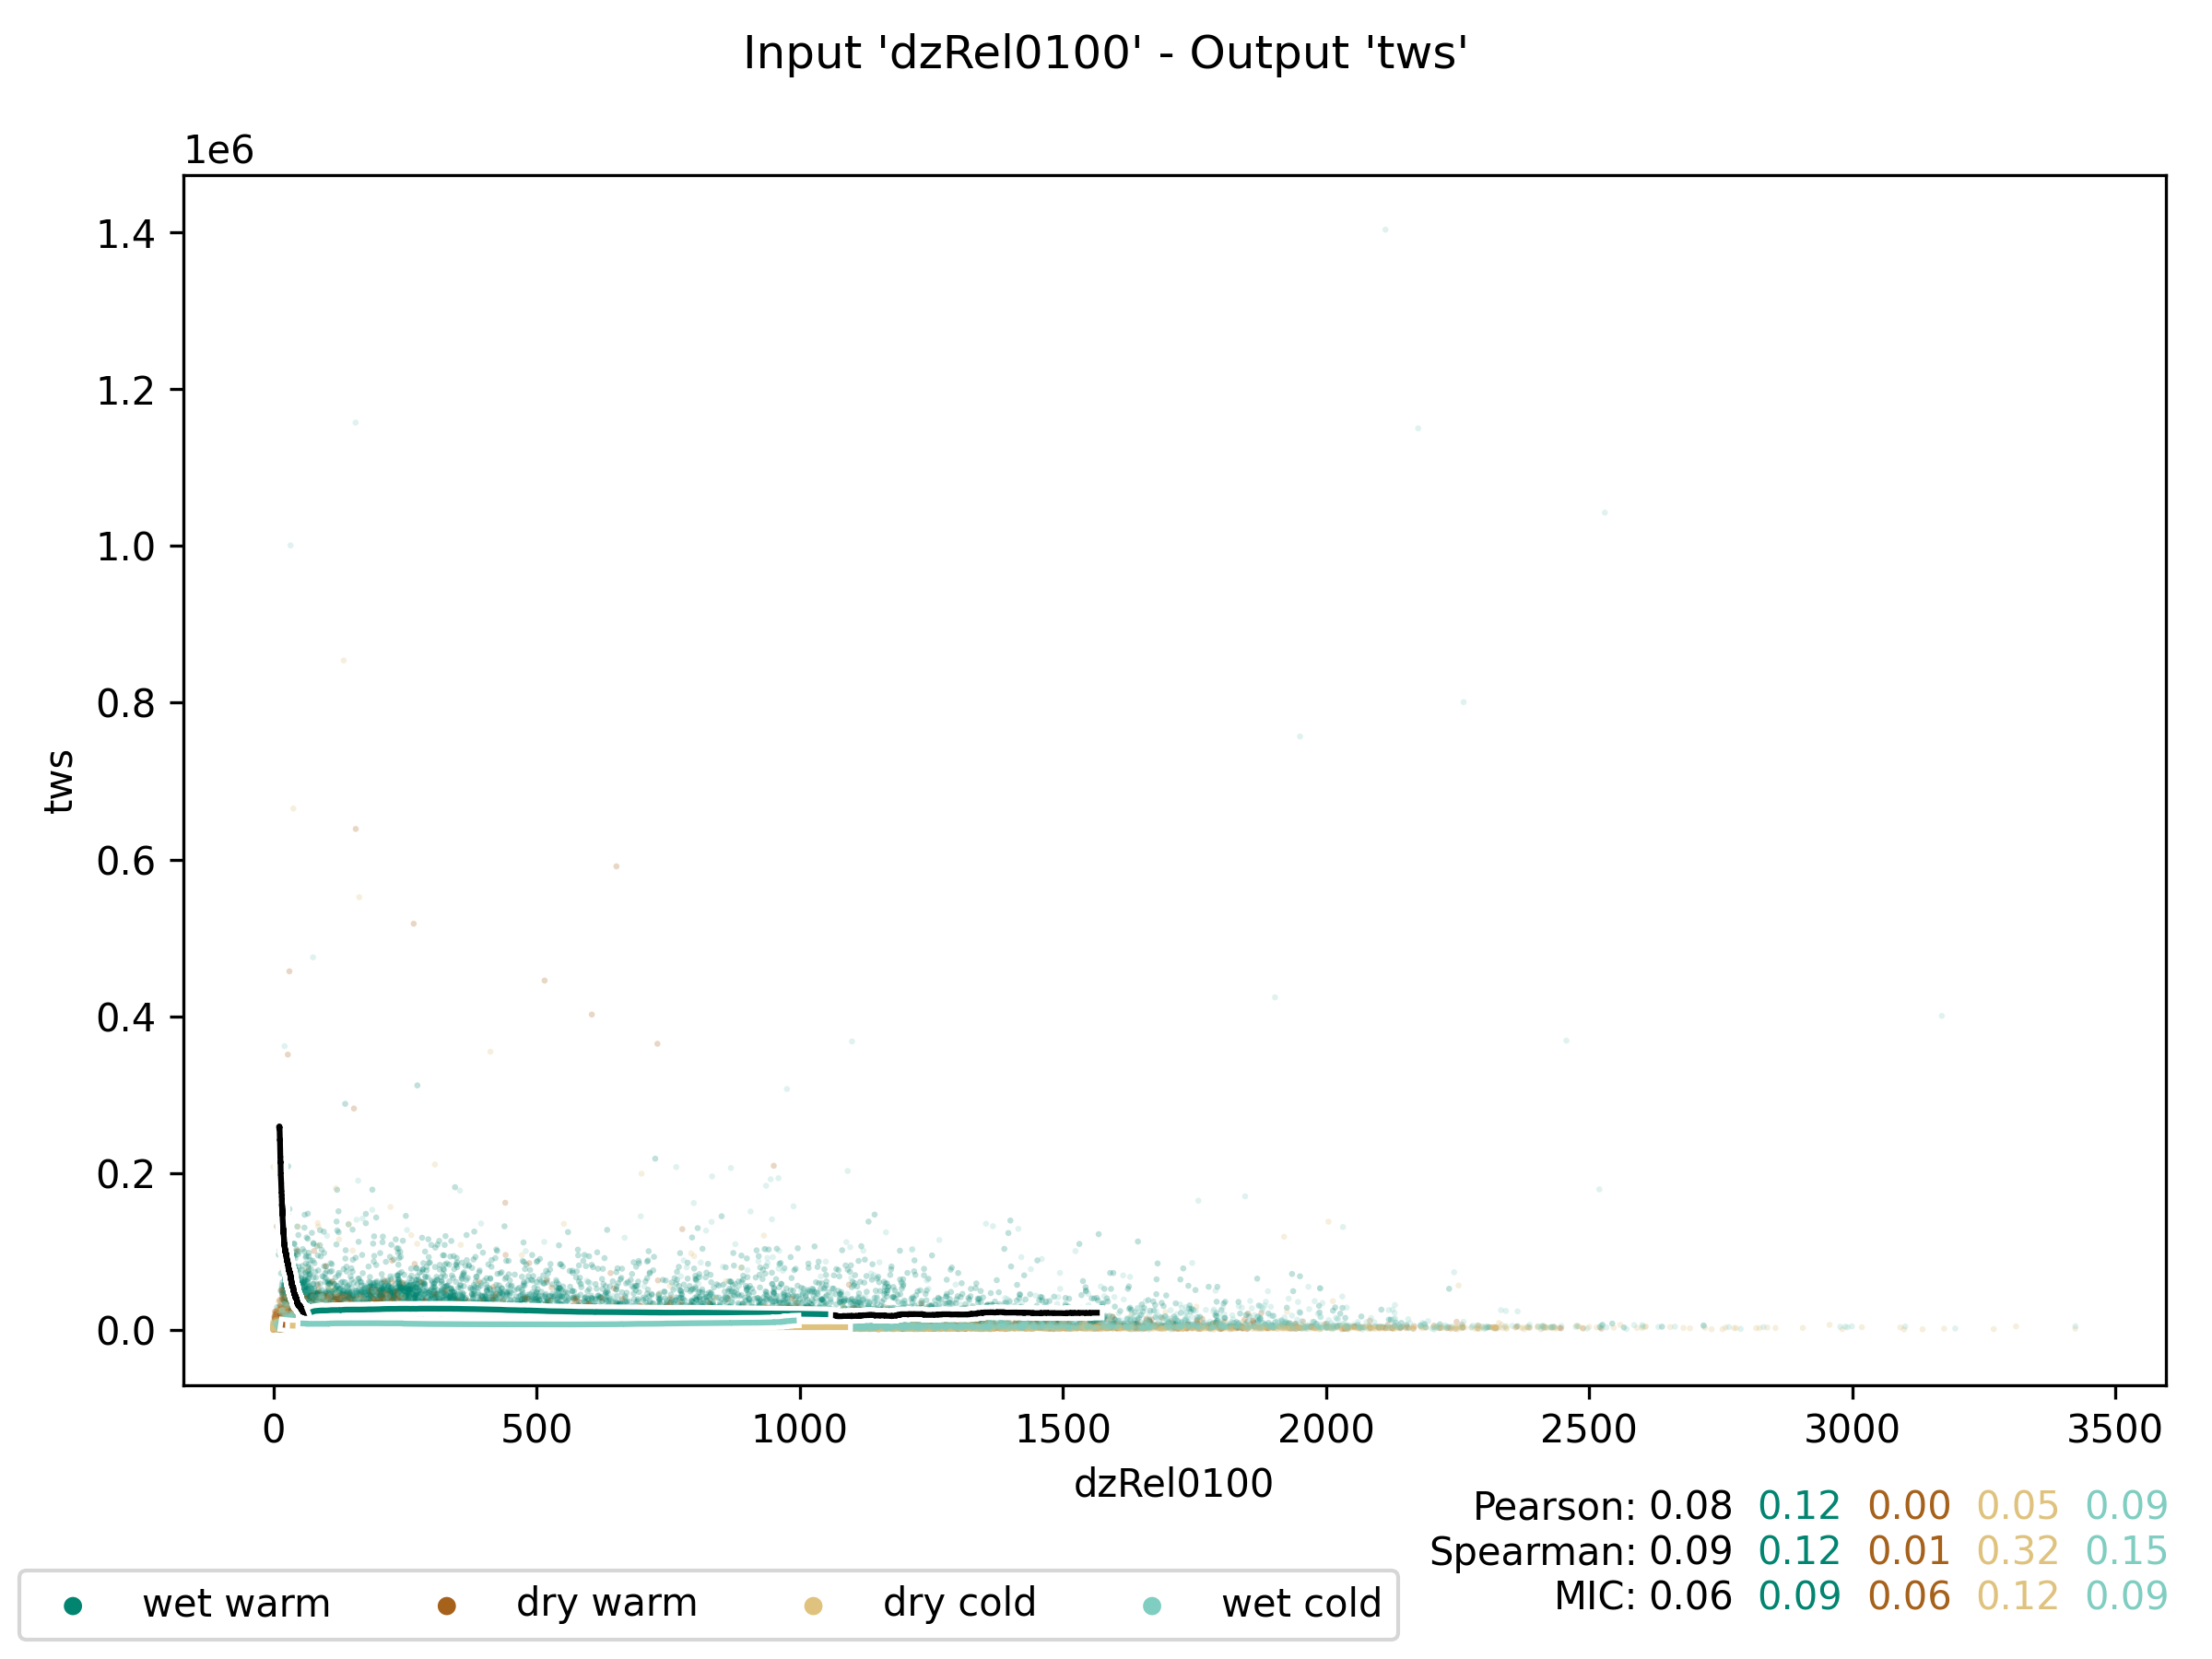 Input 'dzRel0100' - Output 'tws'
1e6
1.4
1.2
1.0
0.8
0.6
0.4
0.2
0.0
tws
0 500 1000 1500 2000 2500 3000 3500
dzRel0100
Pearson: 0.08 0.12 0.00 0.05 0.09
Spearman: 0.09 0.12 0.01 0.32 0.15
MIC: 0.06 0.09 0.06 0.12 0.09
wet warm dry warm dry cold wet cold